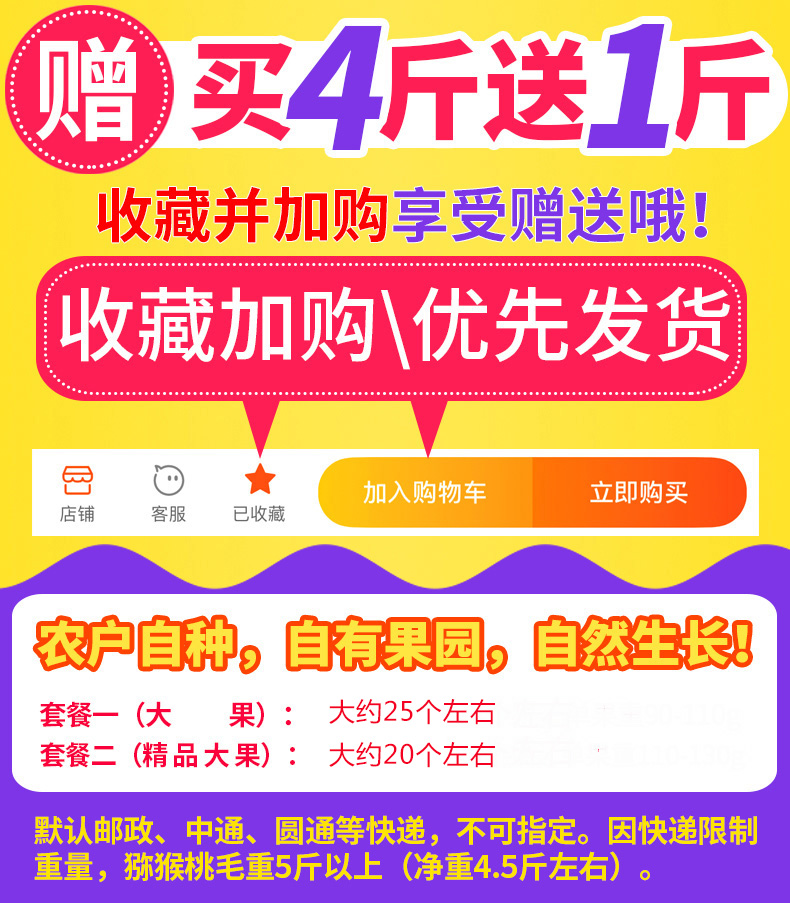 赠 买4斤送1斤
收藏并加购享受赠送哦！
收藏加购\优先发货
店铺 客服 已收藏 加入购物车 立即购买
农户自种，自有果园，自然生长！
套餐一（大 果）： 大约25个左右
套餐二（精品大果）： 大约20个左右
默认邮政、中通、圆通等快递，不可指定。因快递限制
重量，猕猴桃毛重5斤以上（净重4.5斤左右）。